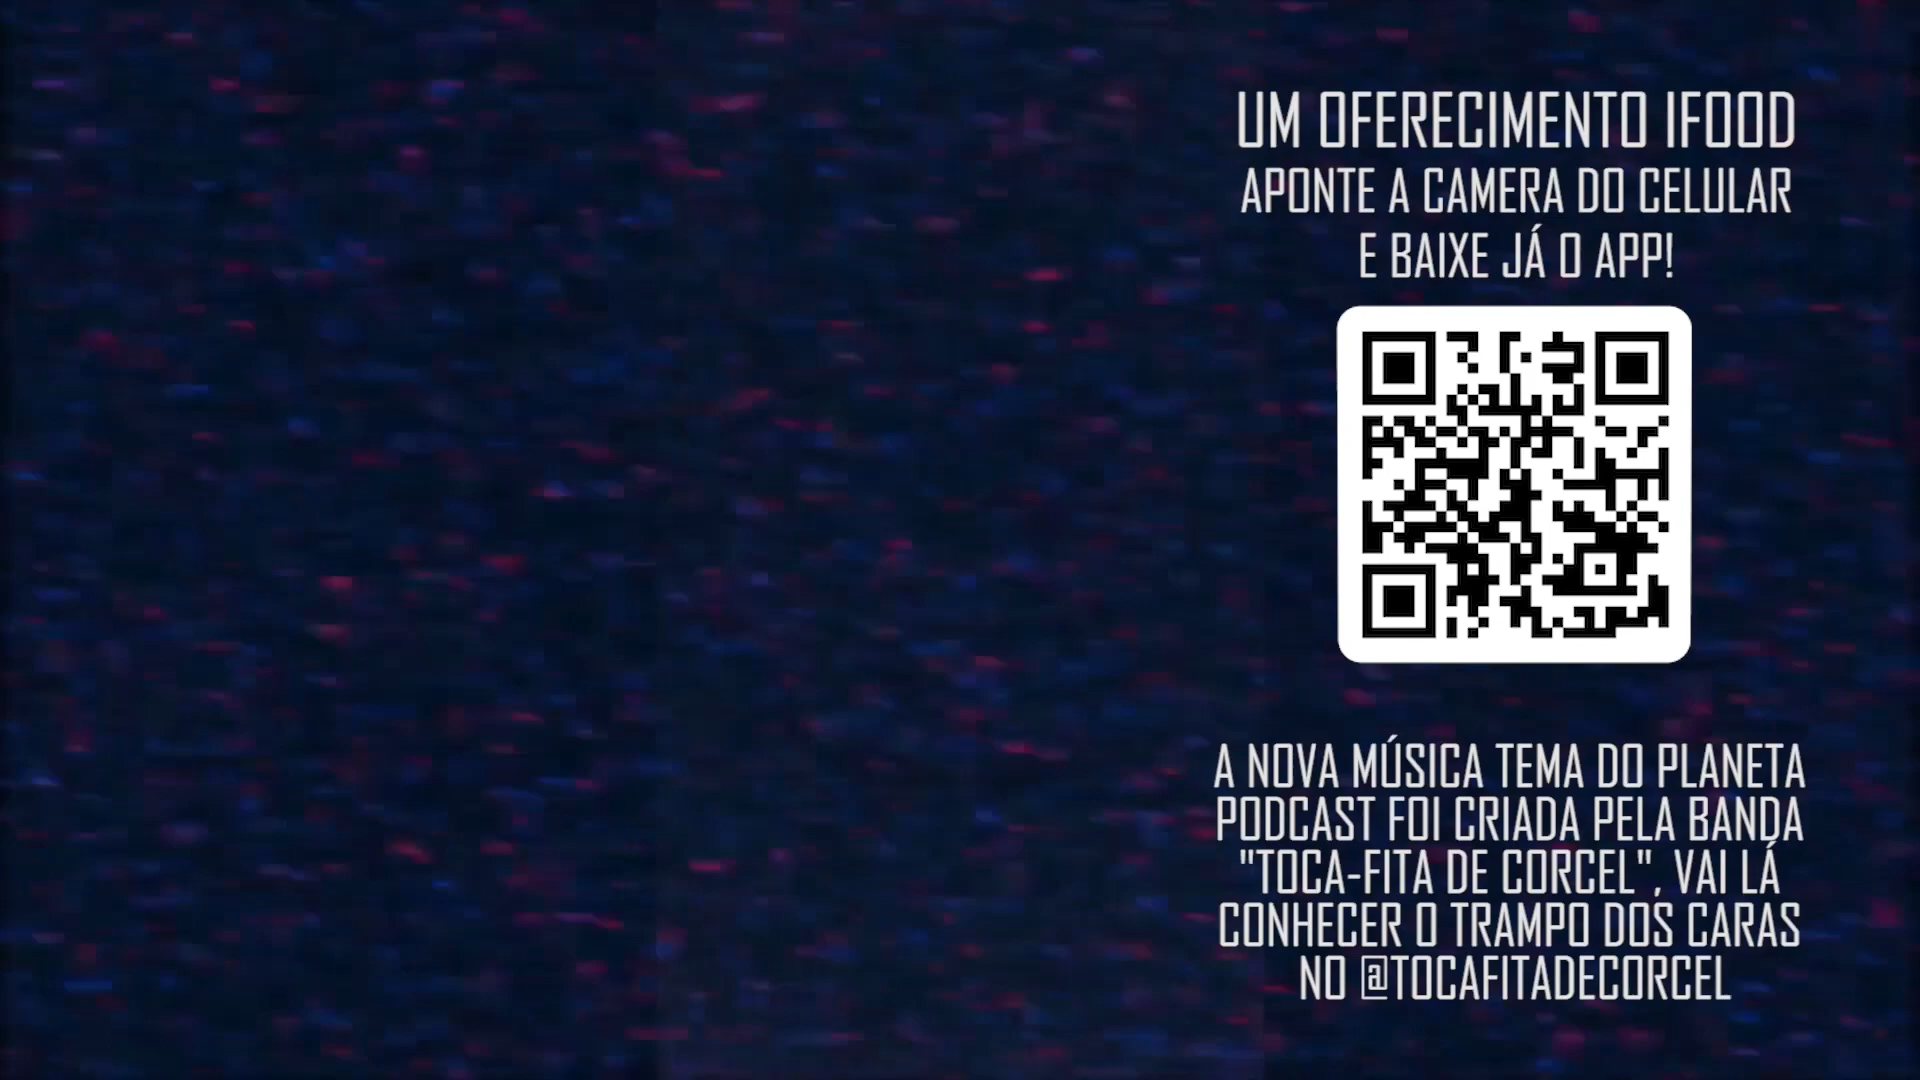 UM OFERECIMENTO IFOOD
APONTE A CAMERA DO CELULAR
E BAIXE JÁ O APP!
A NOVA MÚSICA TEMA DO PLANETA
PODCAST FOI CRIADA PELA BANDA
"TOCA-FITA DE CORCEL", VAI LÁ
CONHECER O TRAMPO DOS CARAS
NO @TOCAFITADECORCEL